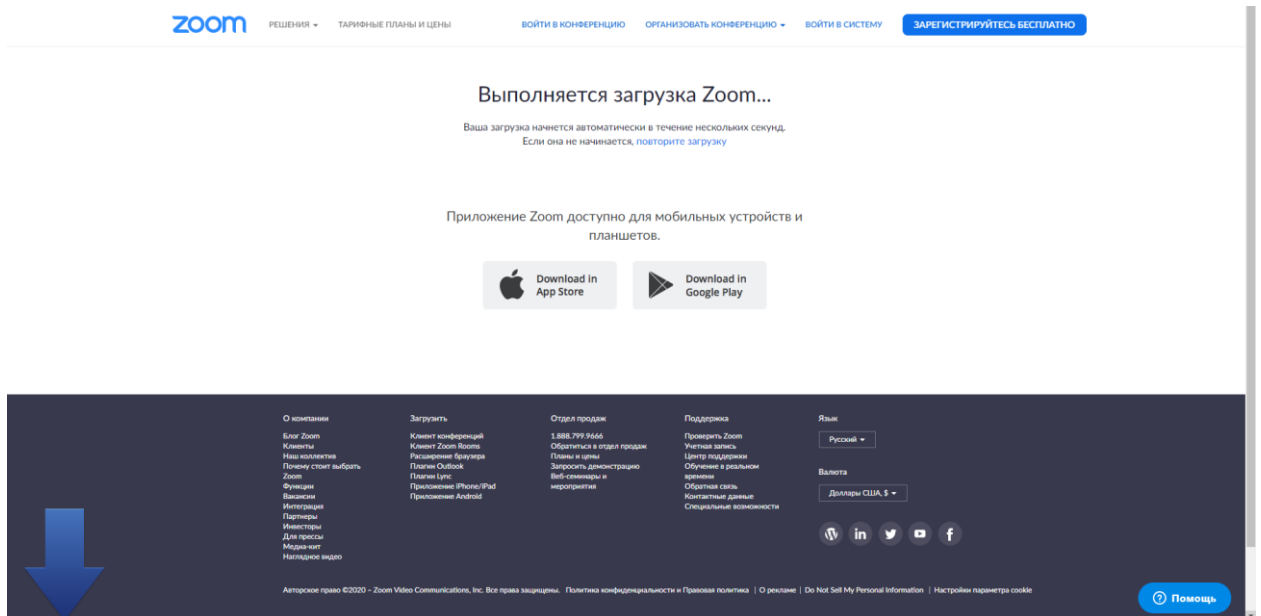 zoom РЕШЕНИЯ ТАРИФНЫЕ ПЛАНЫ И ЦЕНЫ ВОЙТИ В КОНФЕРЕНЦИЮ ОРГАНИЗОВАТЬ КОНФЕРЕНЦИЮ ВОЙТИ В СИСТЕМУ ЗАРЕГИСТРИРУЙТЕСЬ БЕСПЛАТНО
Выполняется загрузка Zoom...
Ваша загрузка начнется автоматически в течение нескольких секунд.
Если она не начинается, повторите загрузку
Приложение Zoom доступно для мобильных устройств и
планшетов.
Download in
App Store
Download in
Google Play
О компании
Блог Zoom
Клиенты
Наш коллектив
Почему стоит выбрать
Zoom
Функции
Вакансии
Интеграция
Партнеры
Инвесторы
Для прессы
Медиа-кит
Наглядное видео
Загрузить
Клиент конференций
Клиент Zoom Rooms
Расширение браузера
Плагин Outlook
Плагин Lync
Приложение iPhone/iPad
Приложение Android
Отдел продаж
1.888.799.9666
Обратиться в отдел продаж
Планы и цены
Запросить демонстрацию
Веб-семинары и
мероприятия
Поддержка
Проверить Zoom
Учетная запись
Центр поддержки
Обучение в реальном
времени
Обратная связь
Контактные данные
Специальные возможности
Язык
Русский
Валюта
Доллары США, $
Авторское право ©2020 – Zoom Video Communications, Inc. Все права защищены. Политика конфиденциальности и Правовая политика | О рекламе | Do Not Sell My Personal Information | Настройки параметра cookie
Помощь